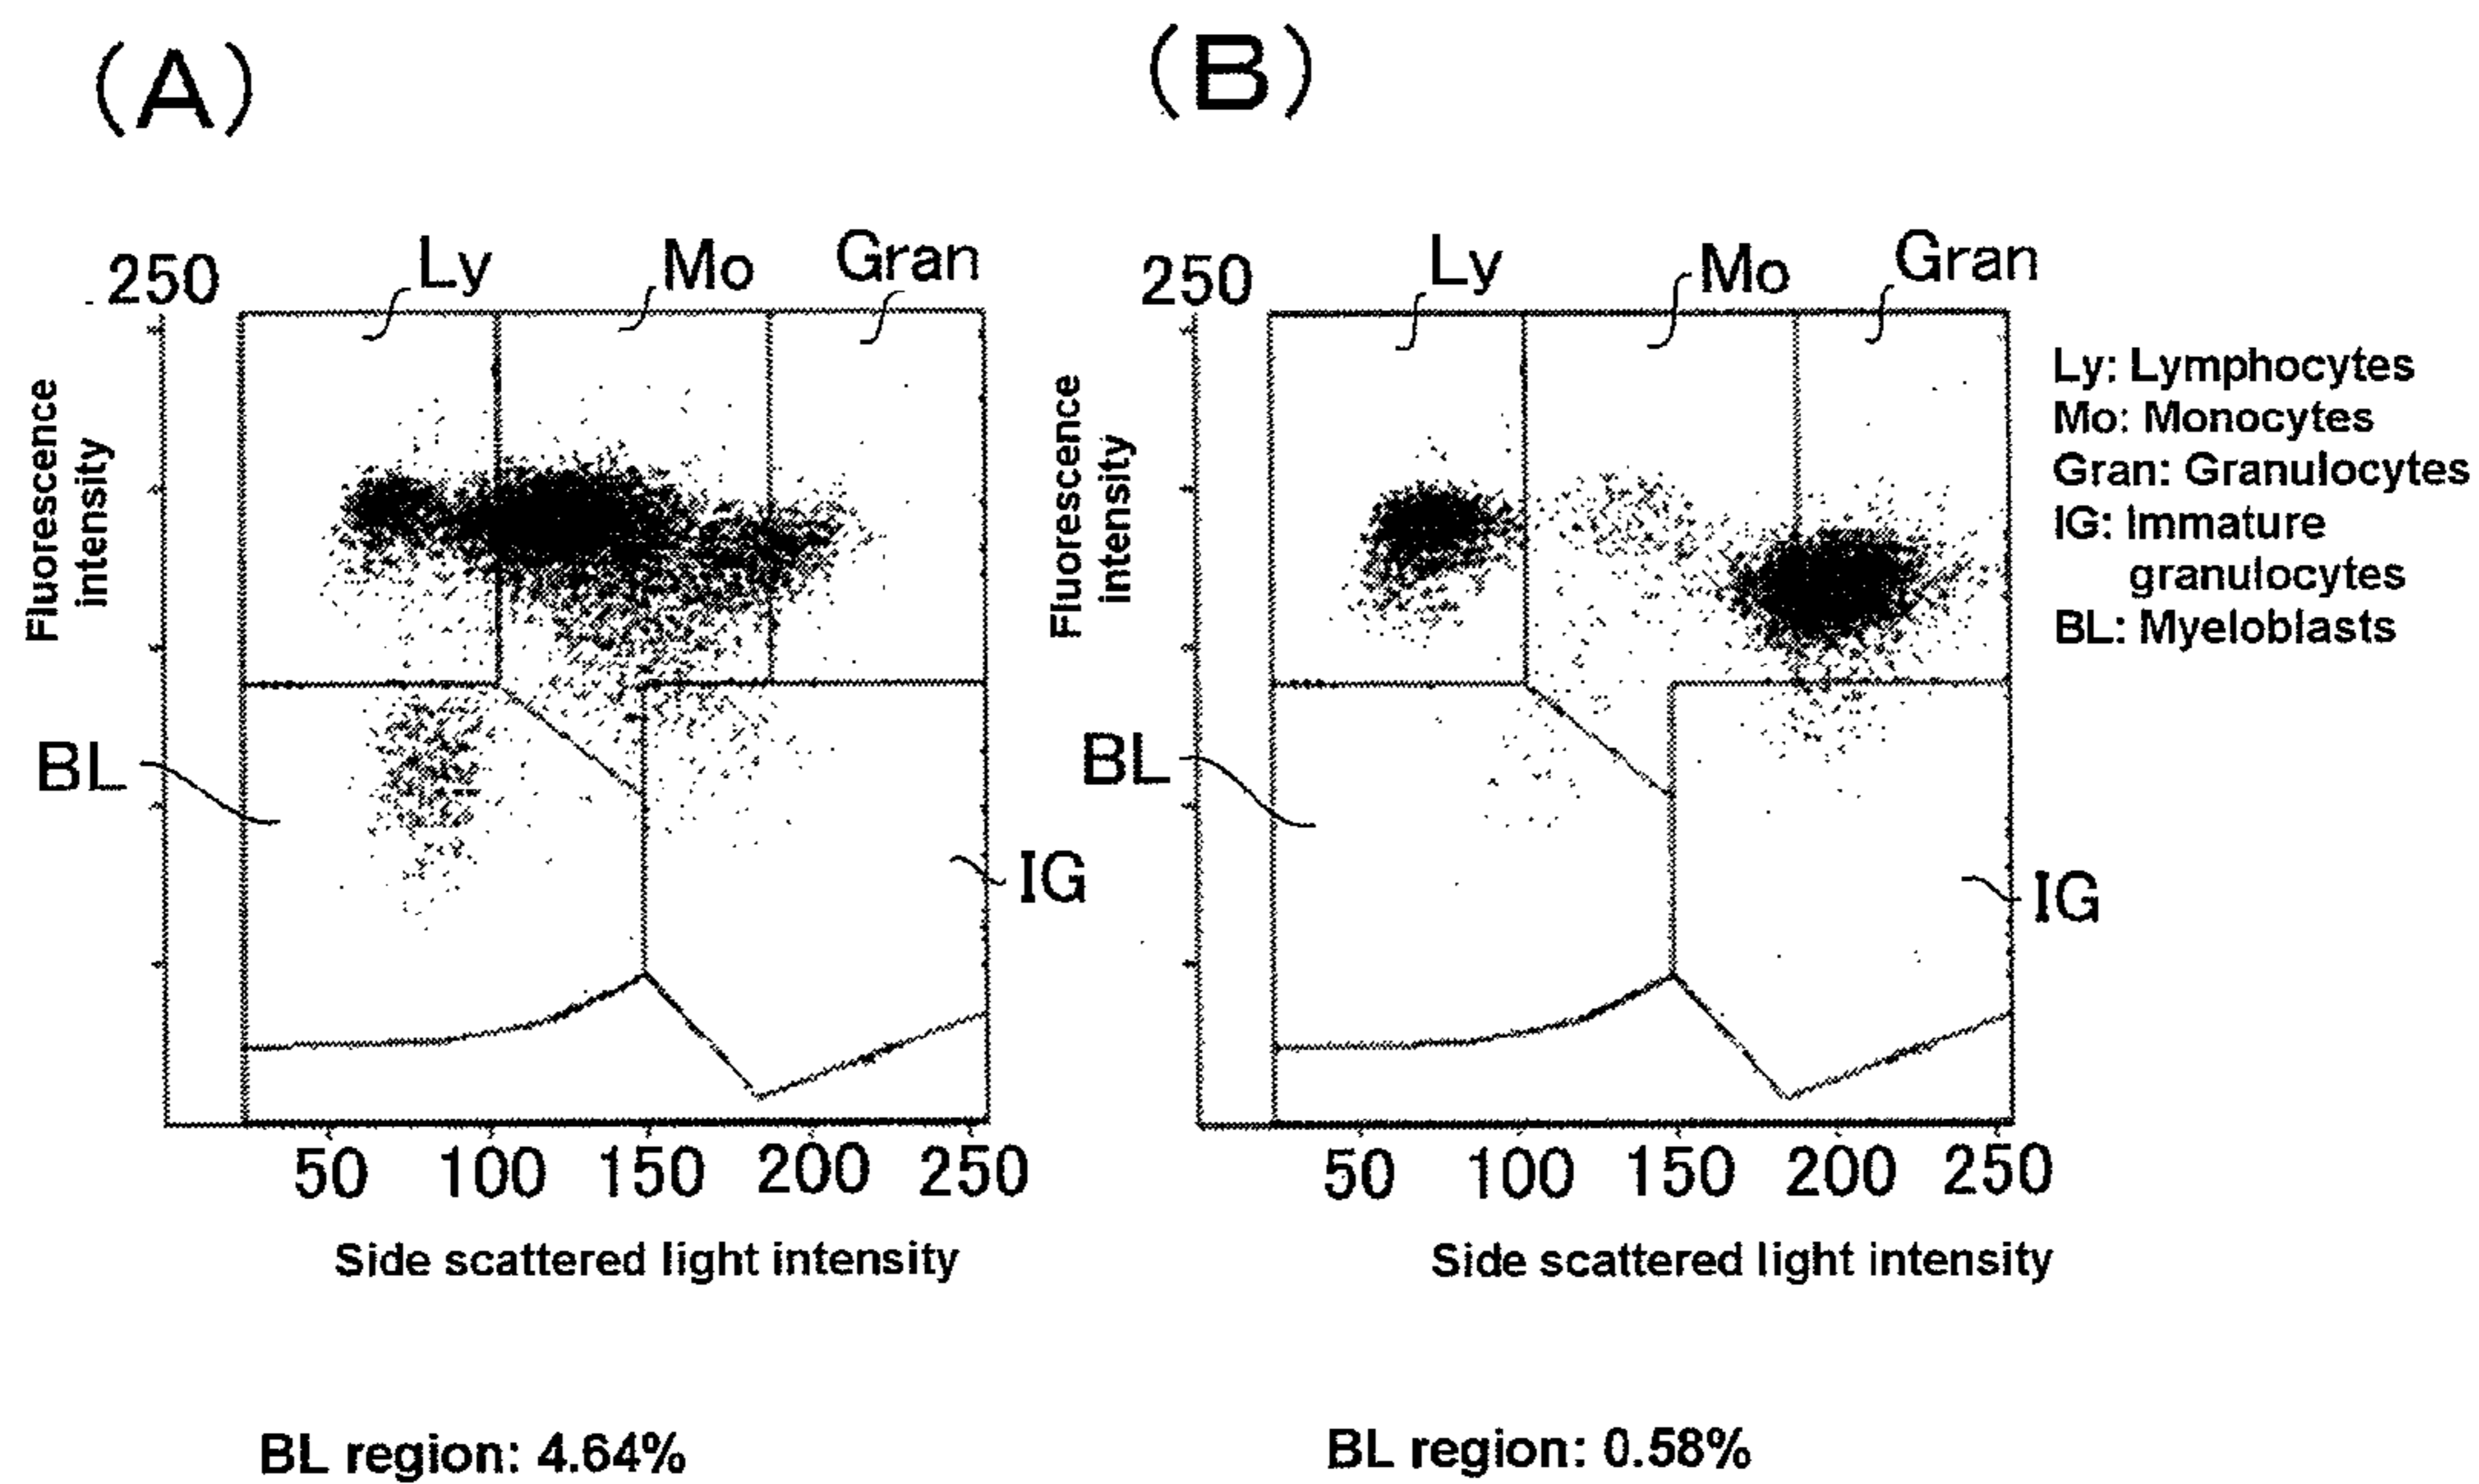 (A)
Ly
Mo
Gran
250
Fluorescence
intensity
BL
IG
50 100 150 200 250
Side scattered light intensity
BL region: 4.64%
(B)
Ly
Mo
Gran
250
Fluorescence
intensity
BL
IG
50 100 150 200 250
Side scattered light intensity
BL region: 0.58%
Ly: Lymphocytes
Mo: Monocytes
Gran: Granulocytes
IG: Immature
granulocytes
BL: Myeloblasts